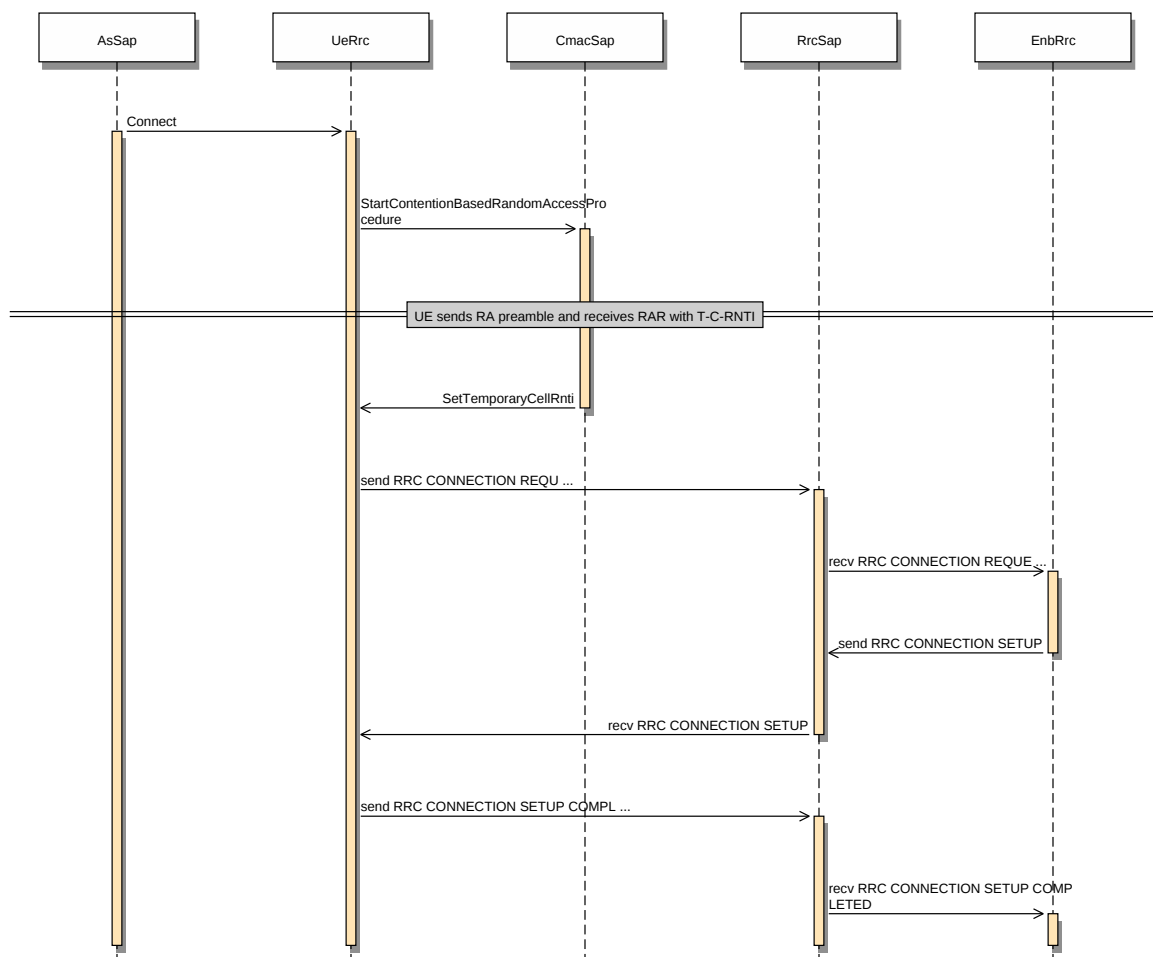 AsSap
UeRrc
CmacSap
RrcSap
EnbRrc
Connect
StartContentionBasedRandomAccessPro
cedure
UE sends RA preamble and receives RAR with T-C-RNTI
SetTemporaryCellRnti
send RRC CONNECTION REQU ...
recv RRC CONNECTION REQUE ...
send RRC CONNECTION SETUP
recv RRC CONNECTION SETUP
send RRC CONNECTION SETUP COMPL ...
recv RRC CONNECTION SETUP COMP
LETED